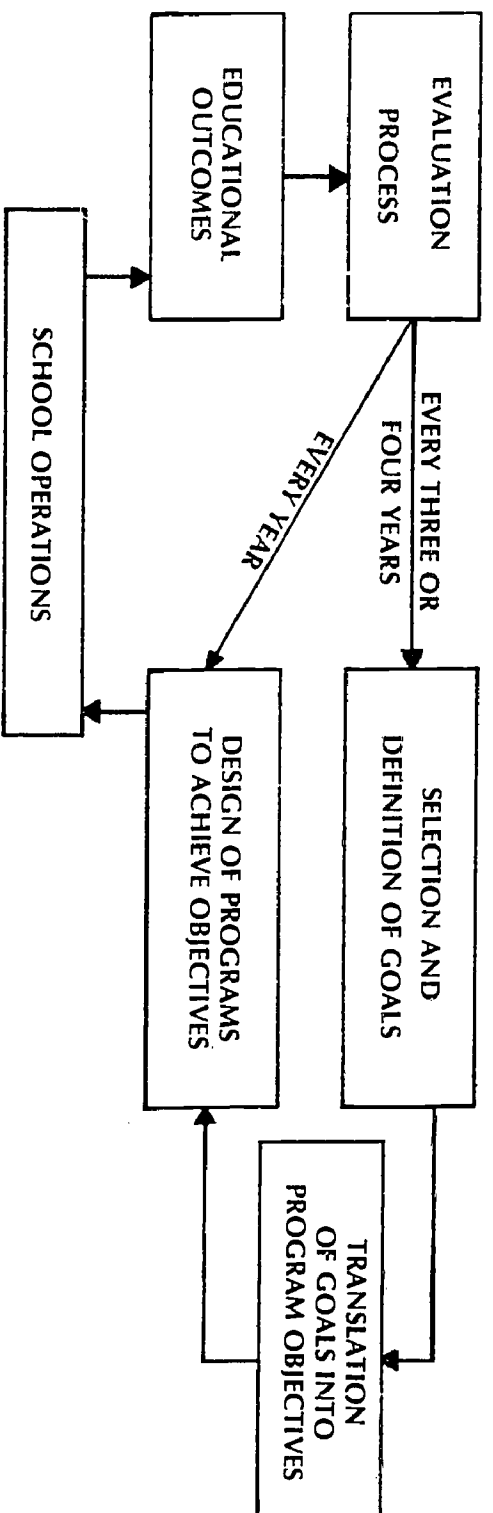 EVALUATION
PROCESS
EVERY THREE OR
FOUR YEARS
SELECTION AND
DEFINITION OF GOALS
TRANSLATION
OF GOALS INTO
PROGRAM OBJECTIVES
EDUCATIONAL
OUTCOMES
EVERY YEAR
DESIGN OF PROGRAMS
TO ACHIEVE OBJECTIVES
SCHOOL OPERATIONS